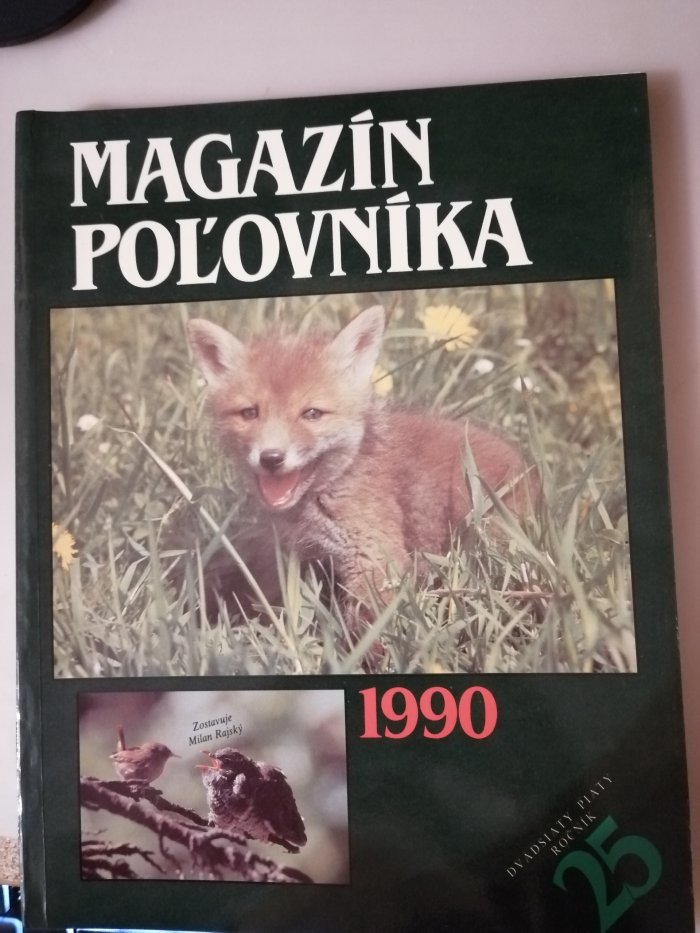 MAGAZÍN
POĽOVNÍKA
Zostavuje
Milan Rajský
1990
DVADSIATY PIATY
ROČNÍK
25